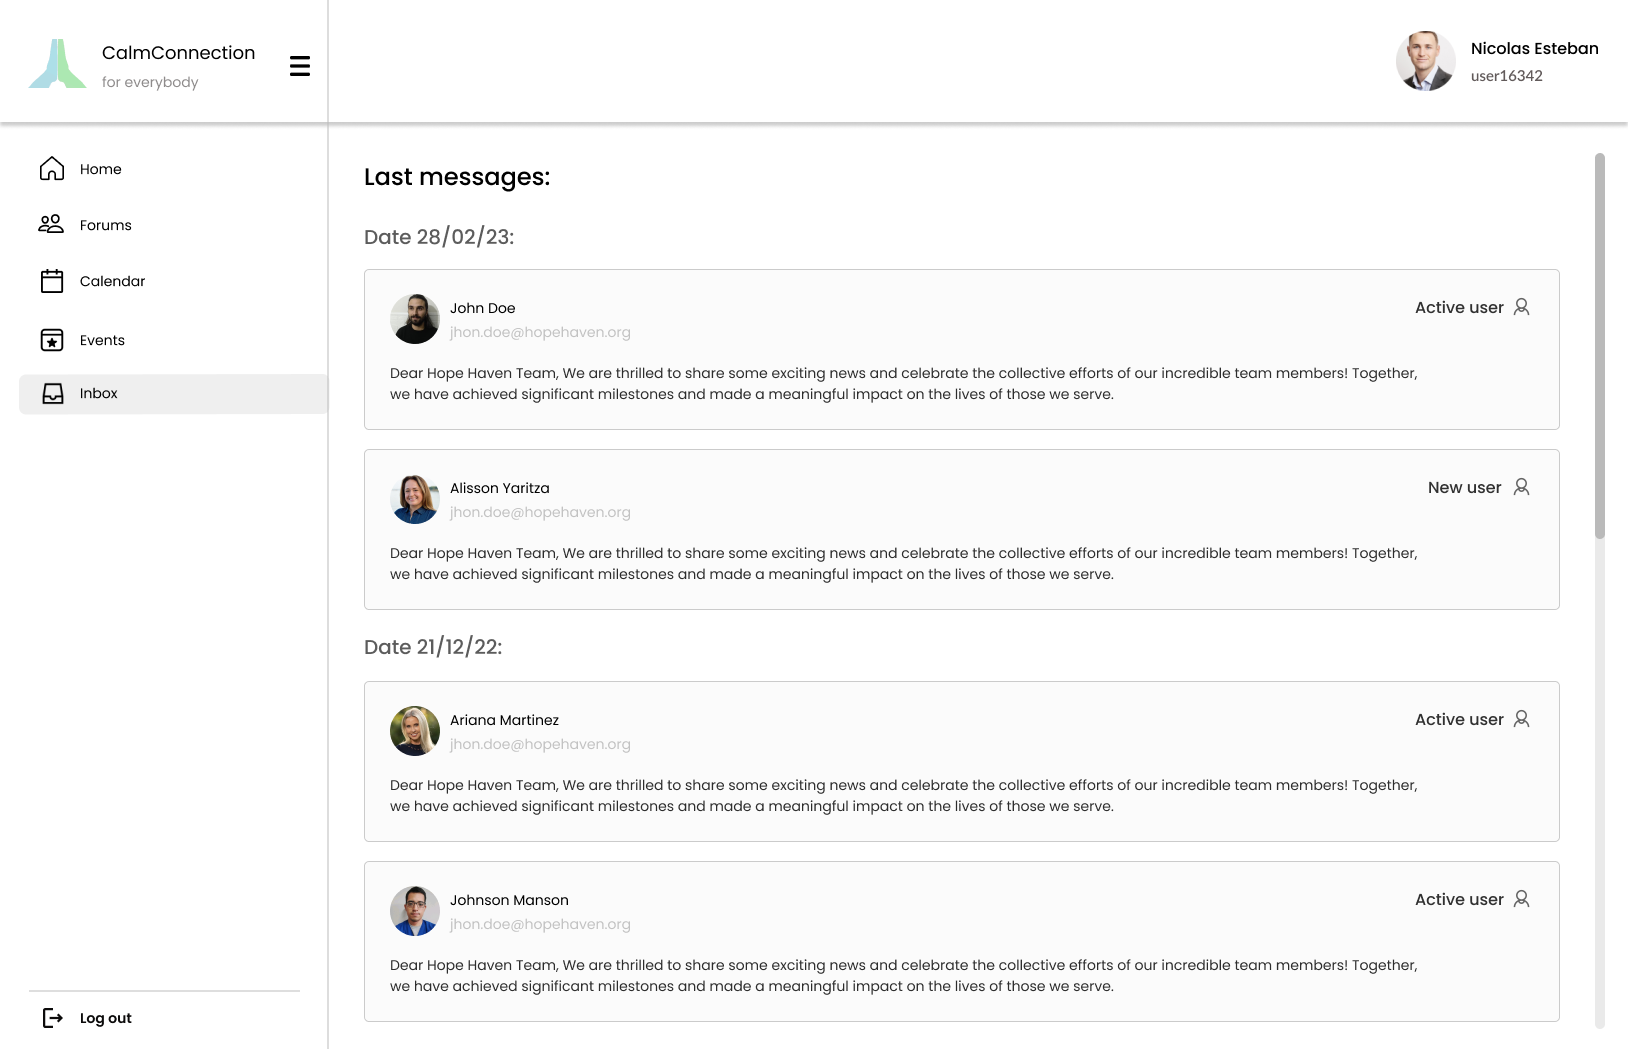 CalmConnection
for everybody
Nicolas Esteban
user16342
Home
Forums
Calendar
Events
Inbox
Log out
Last messages:
Date 28/02/23:
John Doe
Active user
jhon.doe@hopehaven.org
Dear Hope Haven Team, We are thrilled to share some exciting news and celebrate the collective efforts of our incredible team members! Together,
we have achieved significant milestones and made a meaningful impact on the lives of those we serve.
Alisson Yaritza
New user
jhon.doe@hopehaven.org
Dear Hope Haven Team, We are thrilled to share some exciting news and celebrate the collective efforts of our incredible team members! Together,
we have achieved significant milestones and made a meaningful impact on the lives of those we serve.
Date 21/12/22:
Ariana Martinez
Active user
jhon.doe@hopehaven.org
Dear Hope Haven Team, We are thrilled to share some exciting news and celebrate the collective efforts of our incredible team members! Together,
we have achieved significant milestones and made a meaningful impact on the lives of those we serve.
Johnson Manson
Active user
jhon.doe@hopehaven.org
Dear Hope Haven Team, We are thrilled to share some exciting news and celebrate the collective efforts of our incredible team members! Together,
we have achieved significant milestones and made a meaningful impact on the lives of those we serve.